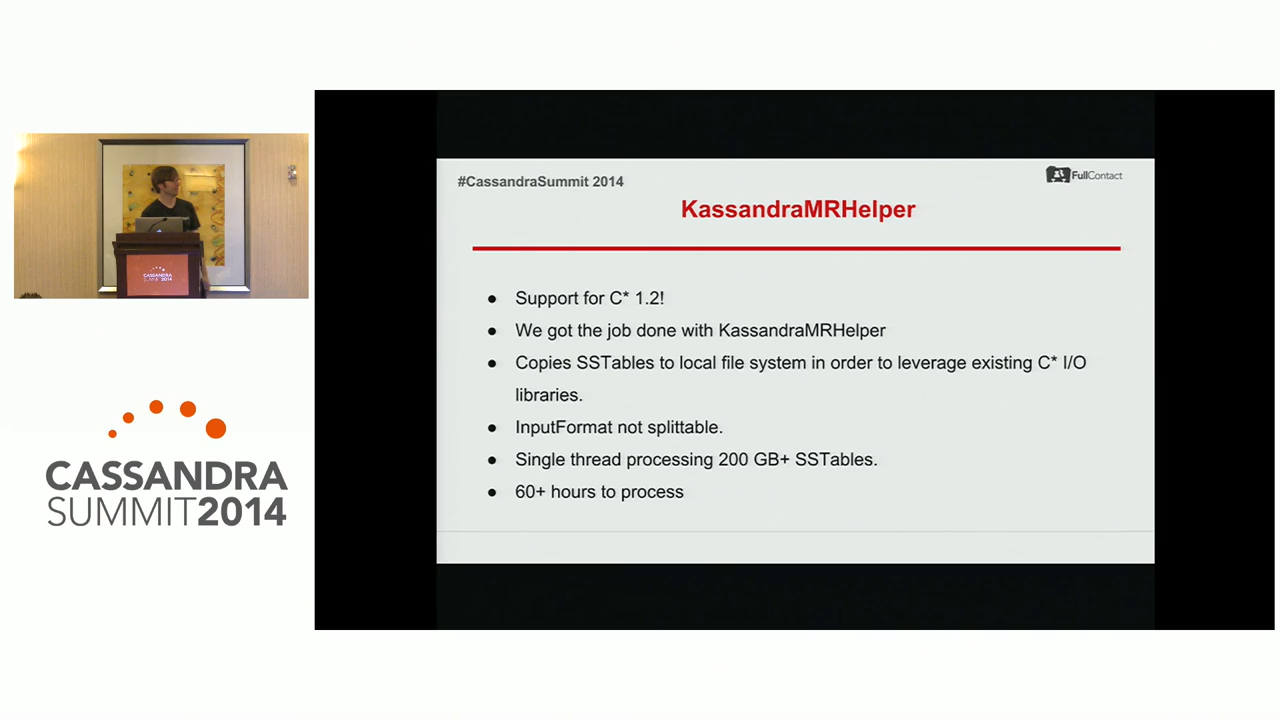 #CassandraSummit 2014
FullContact
KassandraMRHelper
● Support for C* 1.2!
● We got the job done with KassandraMRHelper
● Copies SSTables to local file system in order to leverage existing C* I/O
libraries.
● InputFormat not splittable.
● Single thread processing 200 GB+ SSTables.
● 60+ hours to process
CASSANDRA
SUMMIT 2014
CASSANDRA
SUMMIT2014